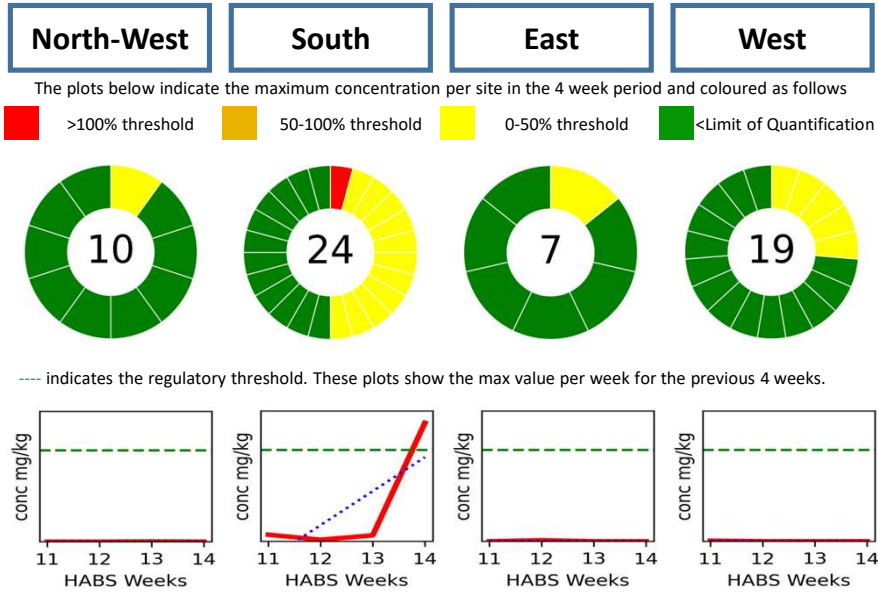 North-West South East West
The plots below indicate the maximum concentration per site in the 4 week period and coloured as follows
>100% threshold 50-100% threshold 0-50% threshold <Limit of Quantification
10 24 7 19
---- indicates the regulatory threshold. These plots show the max value per week for the previous 4 weeks.
conc mg/kg conc mg/kg conc mg/kg conc mg/kg
11 12 13 14 11 12 13 14 11 12 13 14 11 12 13 14
HABS Weeks HABS Weeks HABS Weeks HABS Weeks